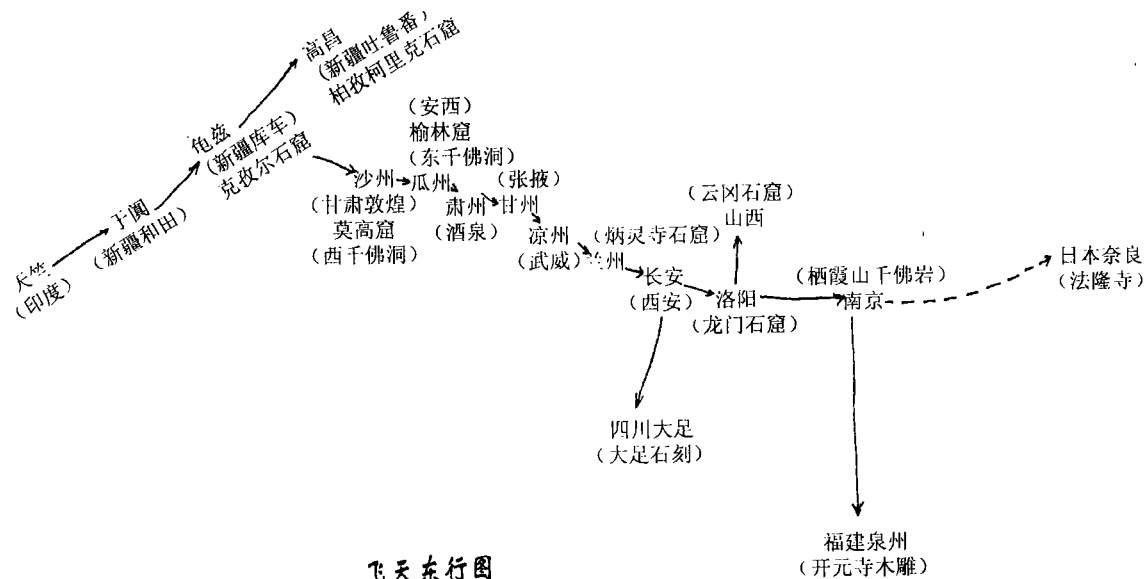 高昌
(新疆吐鲁番)
柏孜柯里克石窟
龟兹
(新疆库车)
克孜尔石窟
于阗
(新疆和田)
天竺
(印度)
沙州
(甘肃敦煌)
莫高窟
(西千佛洞)
(安西)
榆林窟
(东千佛洞)
瓜州
肃州
(酒泉)
(张掖)
甘州
凉州
(武威)
(炳灵寺石窟)
兰州
长安
(西安)
四川大足
(大足石刻)
洛阳
(龙门石窟)
(云冈石窟)
山西
(栖霞山千佛岩)
南京
日本奈良
(法隆寺)
福建泉州
(开元寺木雕)
飞天东行图